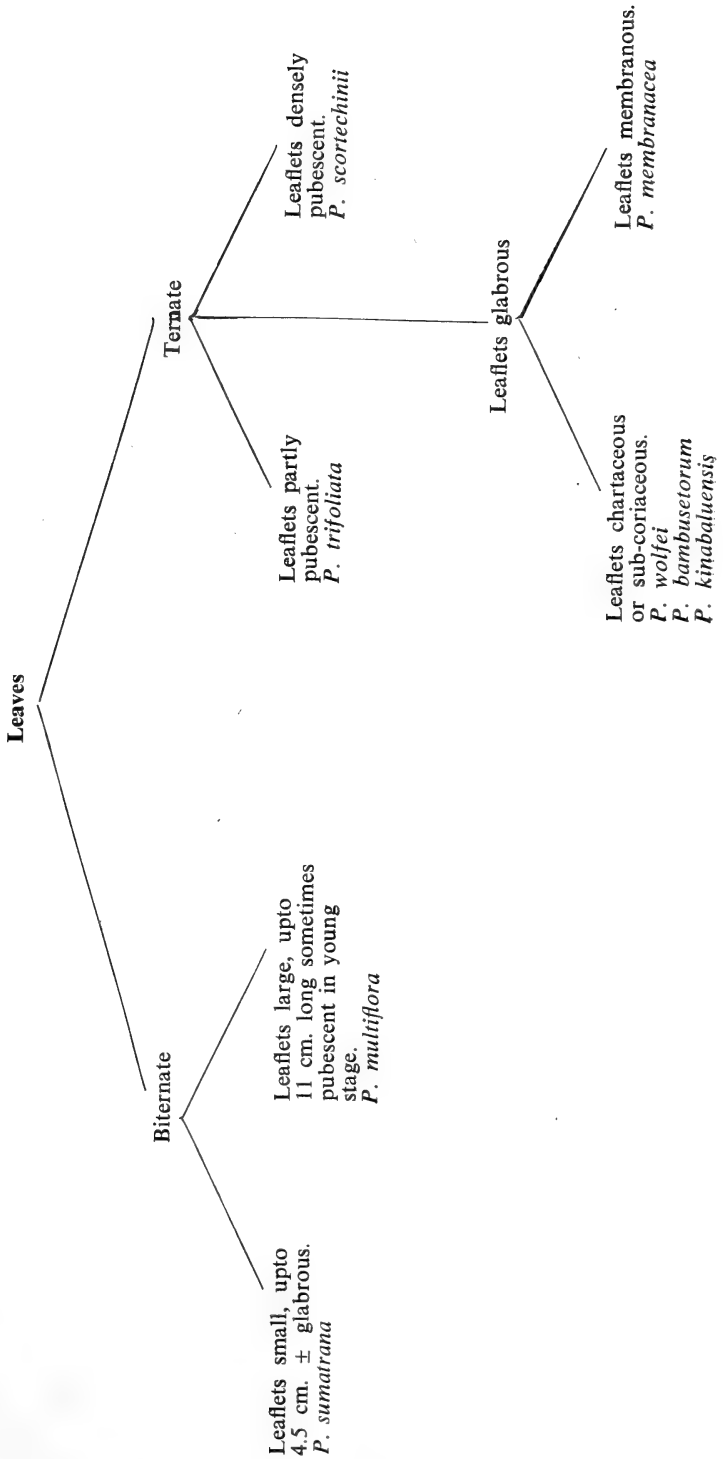 Leaves
Biternate
Ternate
Leaflets small, upto
4.5 cm. ± glabrous.
P. sumatrana
Leaflets large, upto
11 cm. long sometimes
pubescent in young
stage.
P. multiflora
Leaflets partly
pubescent.
P. trifoliata
Leaflets densely
pubescent.
P. scortechinii
Leaflets glabrous
Leaflets chartaceous
or sub-coriaceous.
P. wolfei
P. bambusetorum
P. kinabaluensis
Leaflets membranous.
P. membranacea